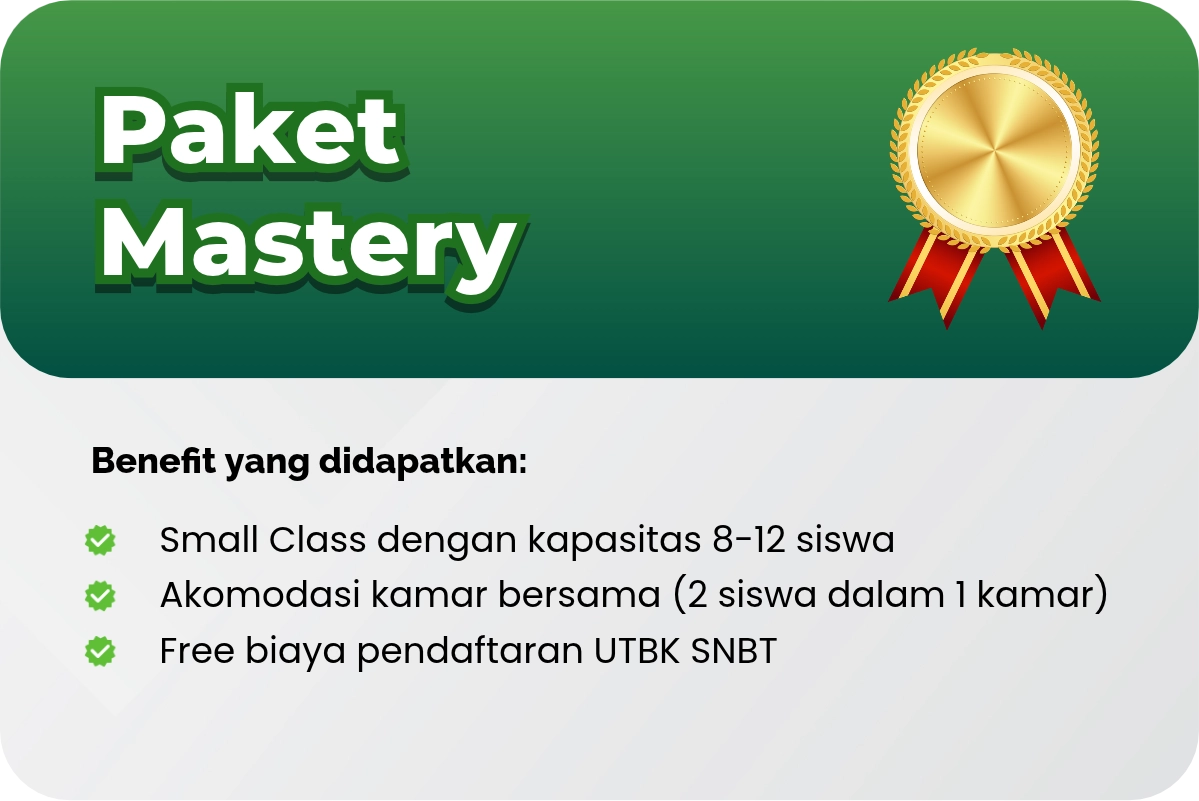 Paket
Mastery
Benefit yang didapatkan:
Small Class dengan kapasitas 8-12 siswa
Akomodasi kamar bersama (2 siswa dalam 1 kamar)
Free biaya pendaftaran UTBK SNBT